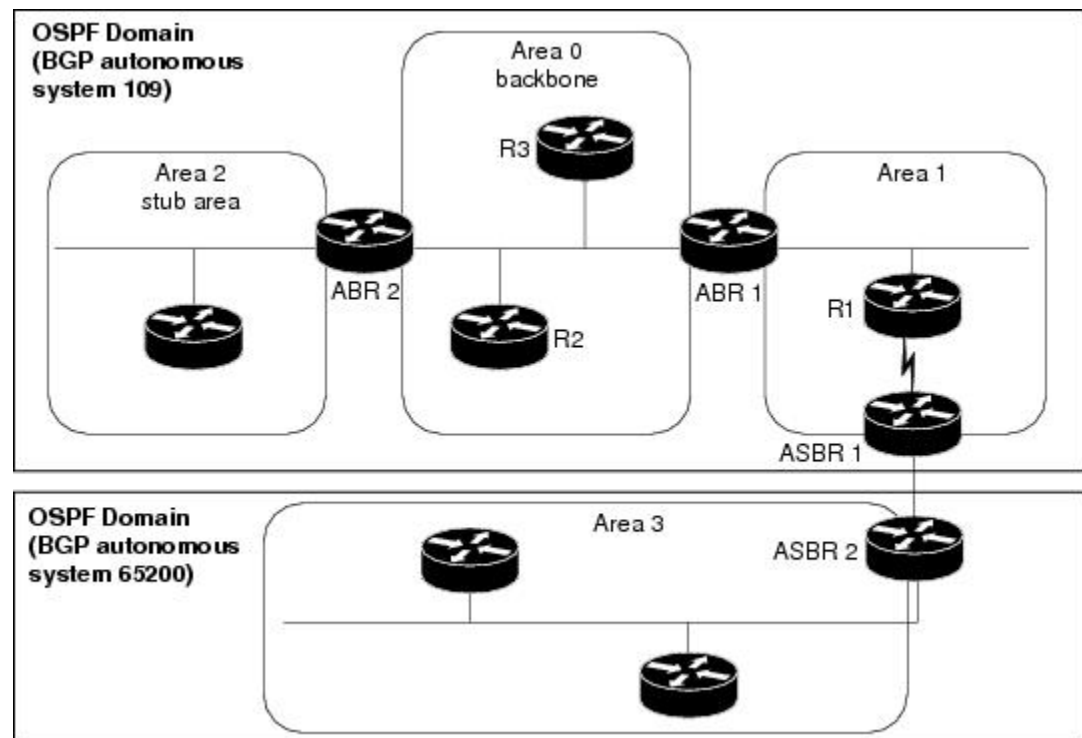 OSPF Domain
(BGP autonomous
system 109)
Area 0
backbone
R3
Area 2
stub area
Area 1
ABR 2
ABR 1
R1
R2
ASBR 1
OSPF Domain
(BGP autonomous
system 65200)
Area 3
ASBR 2